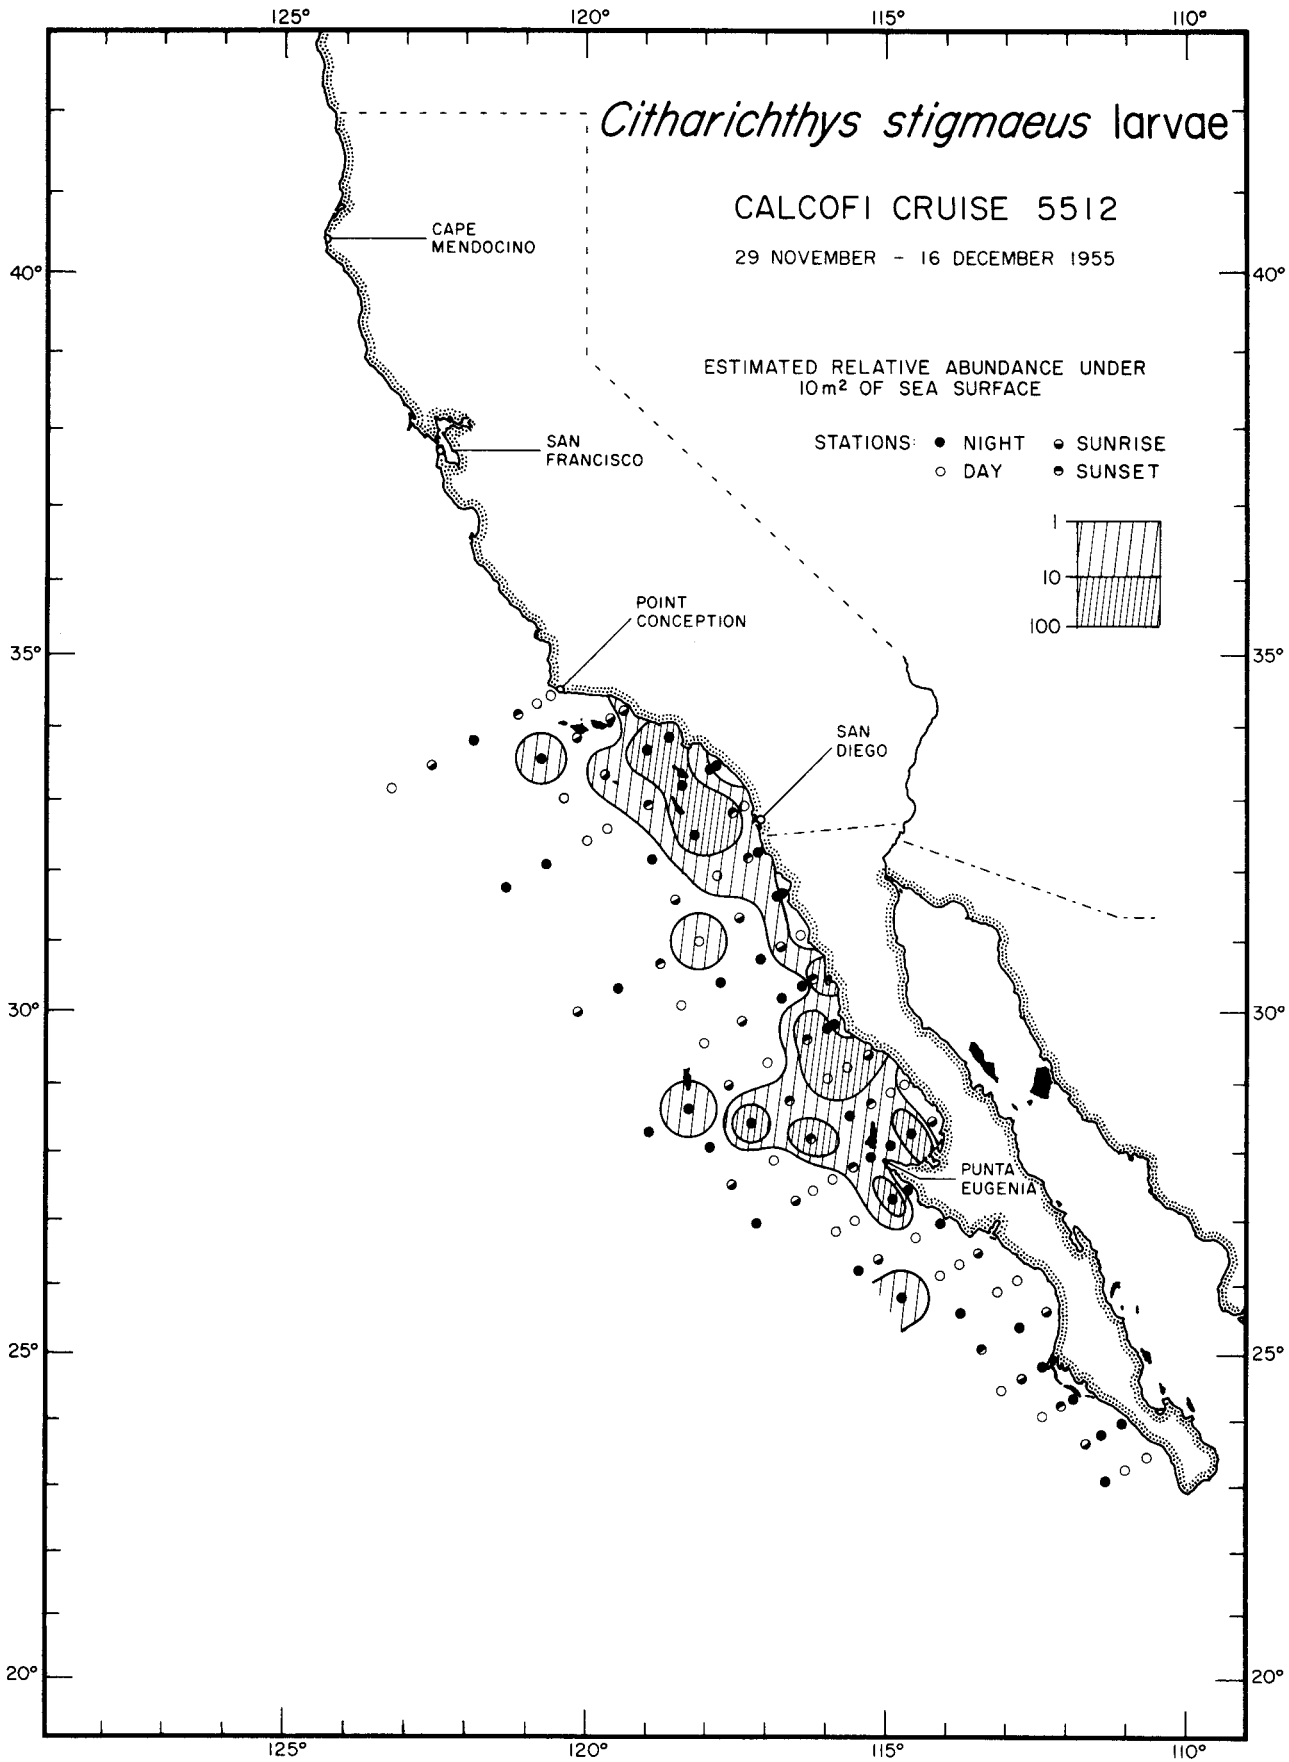 125° 120° 115° 110°
Citharichthys stigmaeus larvae
CALCOFI CRUISE 5512
29 NOVEMBER – 16 DECEMBER 1955
CAPE
MENDOCINO
40° 40°
ESTIMATED RELATIVE ABUNDANCE UNDER
10m² OF SEA SURFACE
STATIONS: NIGHT SUNRISE
DAY SUNSET
SAN
FRANCISCO
1
10
100
POINT
CONCEPTION
35° 35°
SAN
DIEGO
30° 30°
PUNTA
EUGENIA
25° 25°
20° 20°
125° 120° 115° 110°